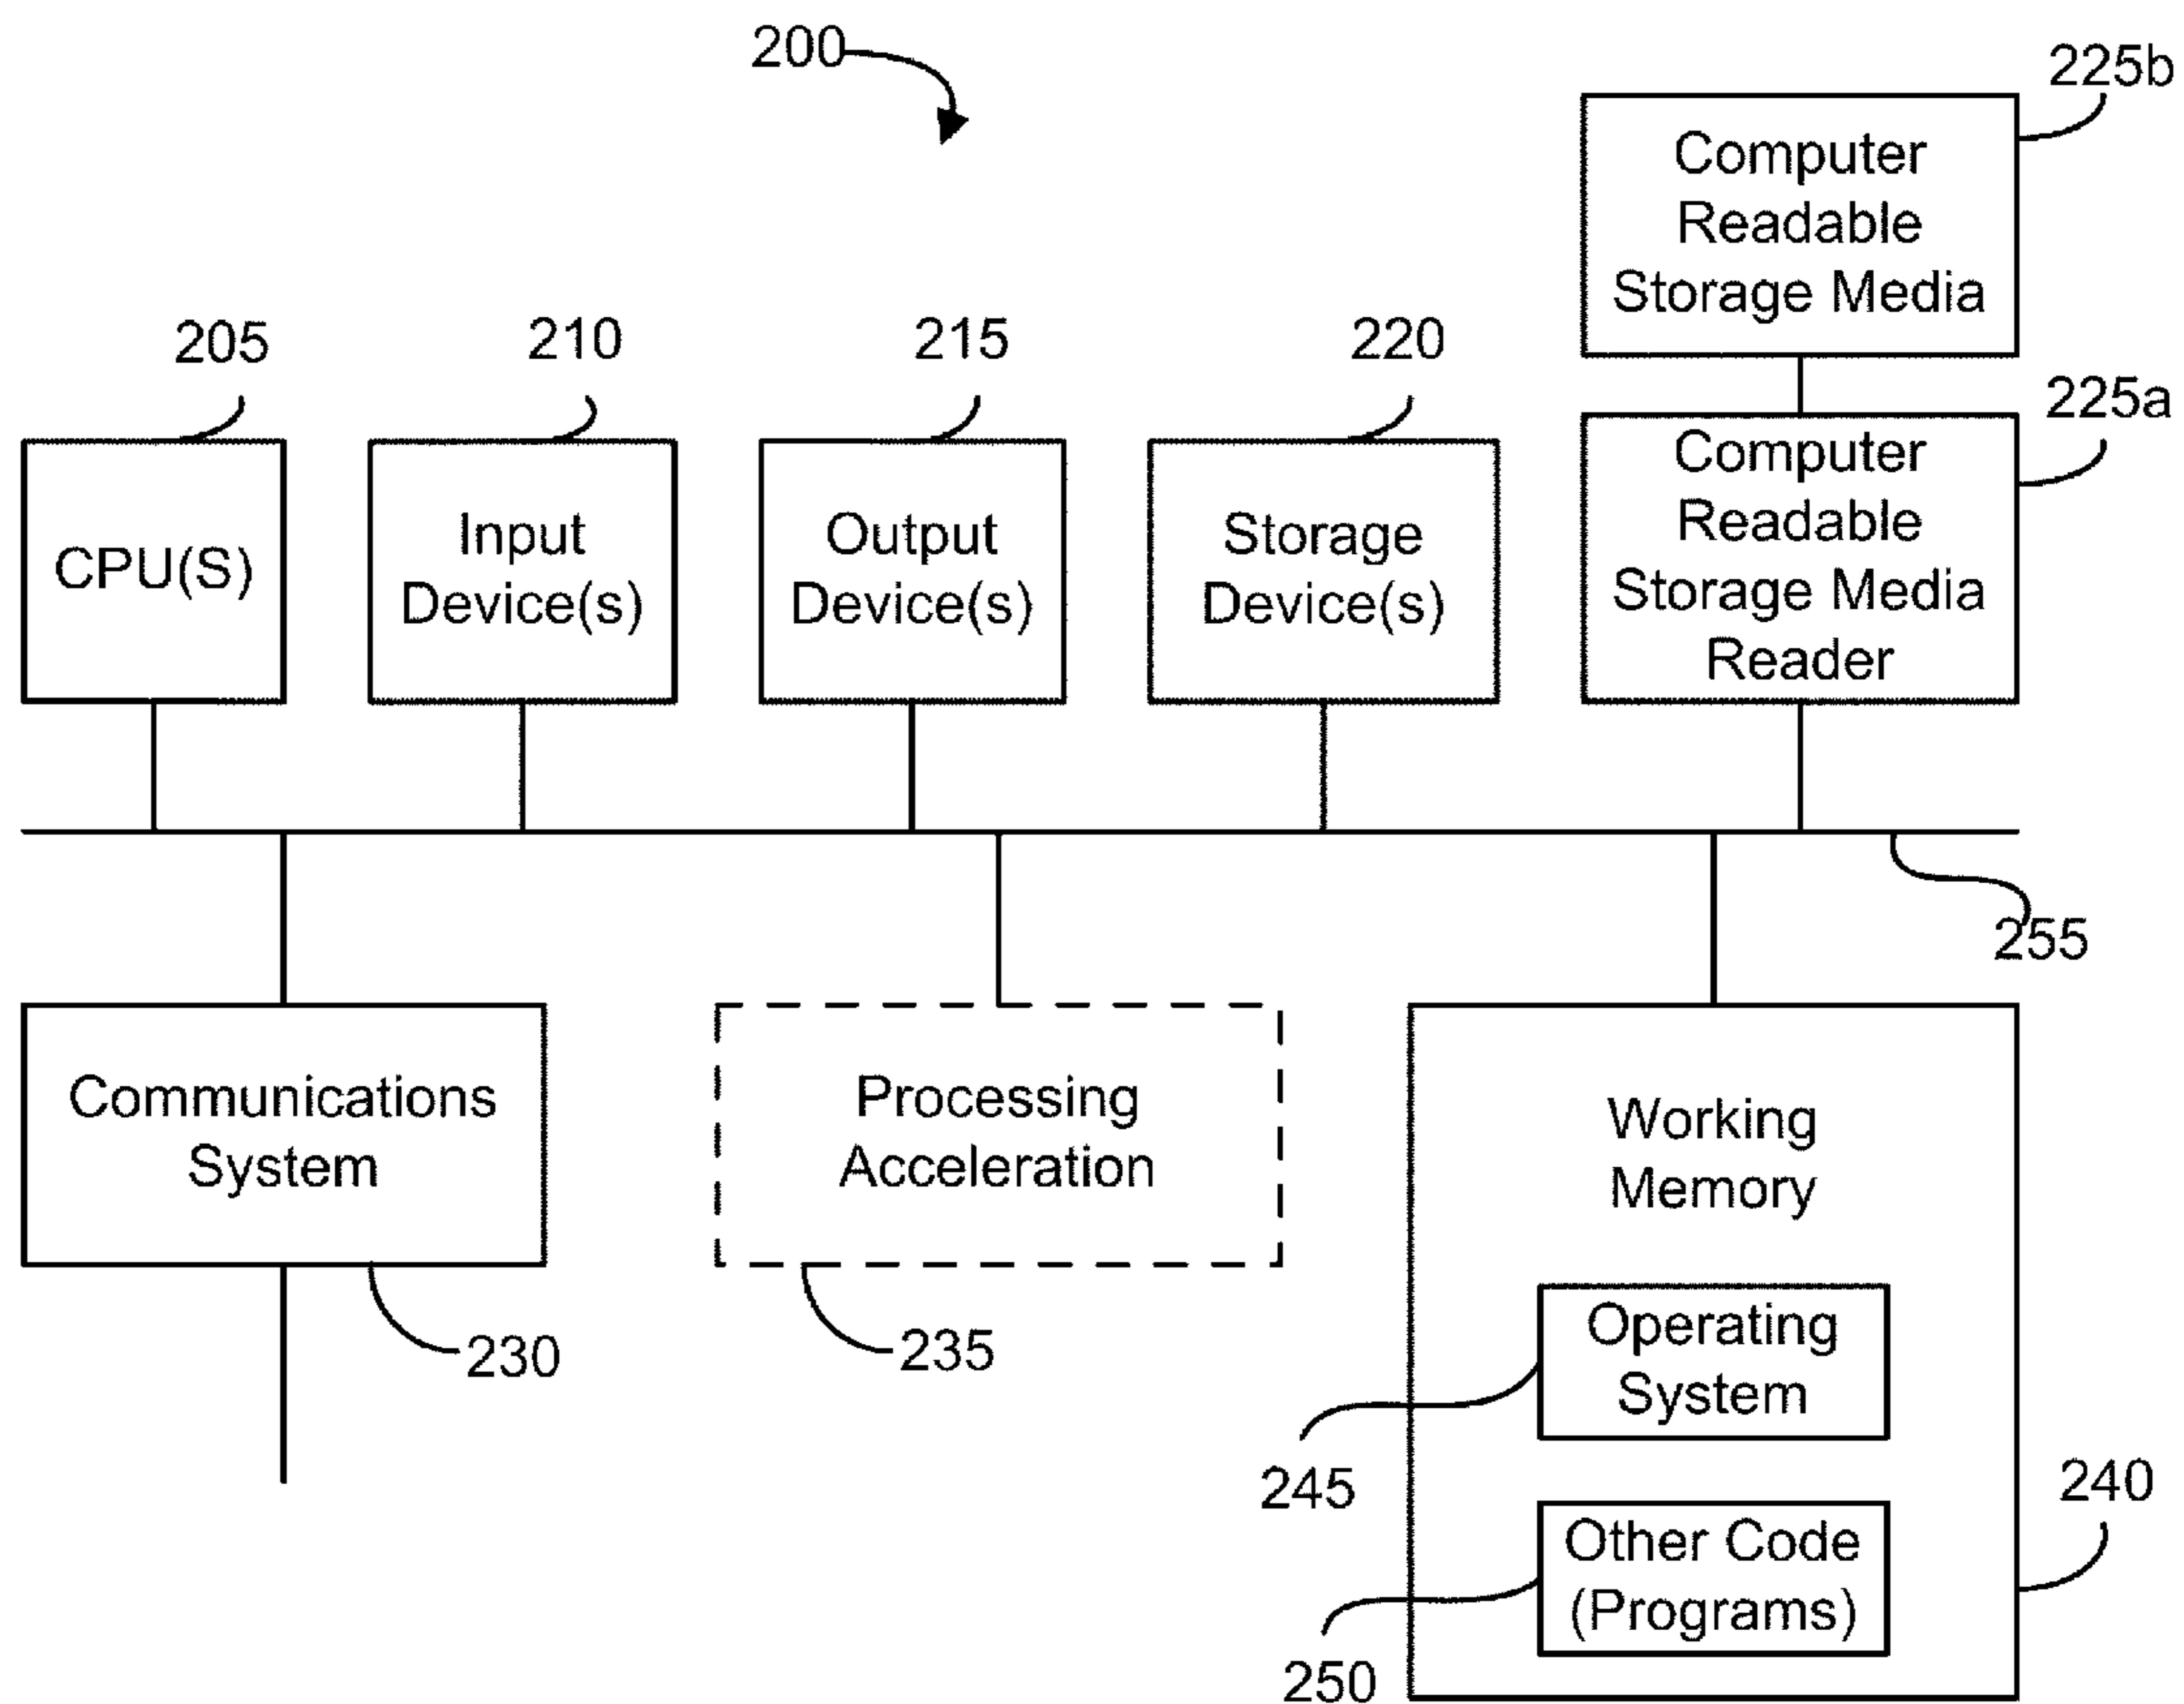 200
225b
Computer
Readable
Storage Media
205
210
215
220
225a
CPU(S)
Input
Device(s)
Output
Device(s)
Storage
Device(s)
Computer
Readable
Storage Media
Reader
255
Communications
System
Processing
Acceleration
Working
Memory
230
235
Operating
System
245
240
Other Code
(Programs)
250